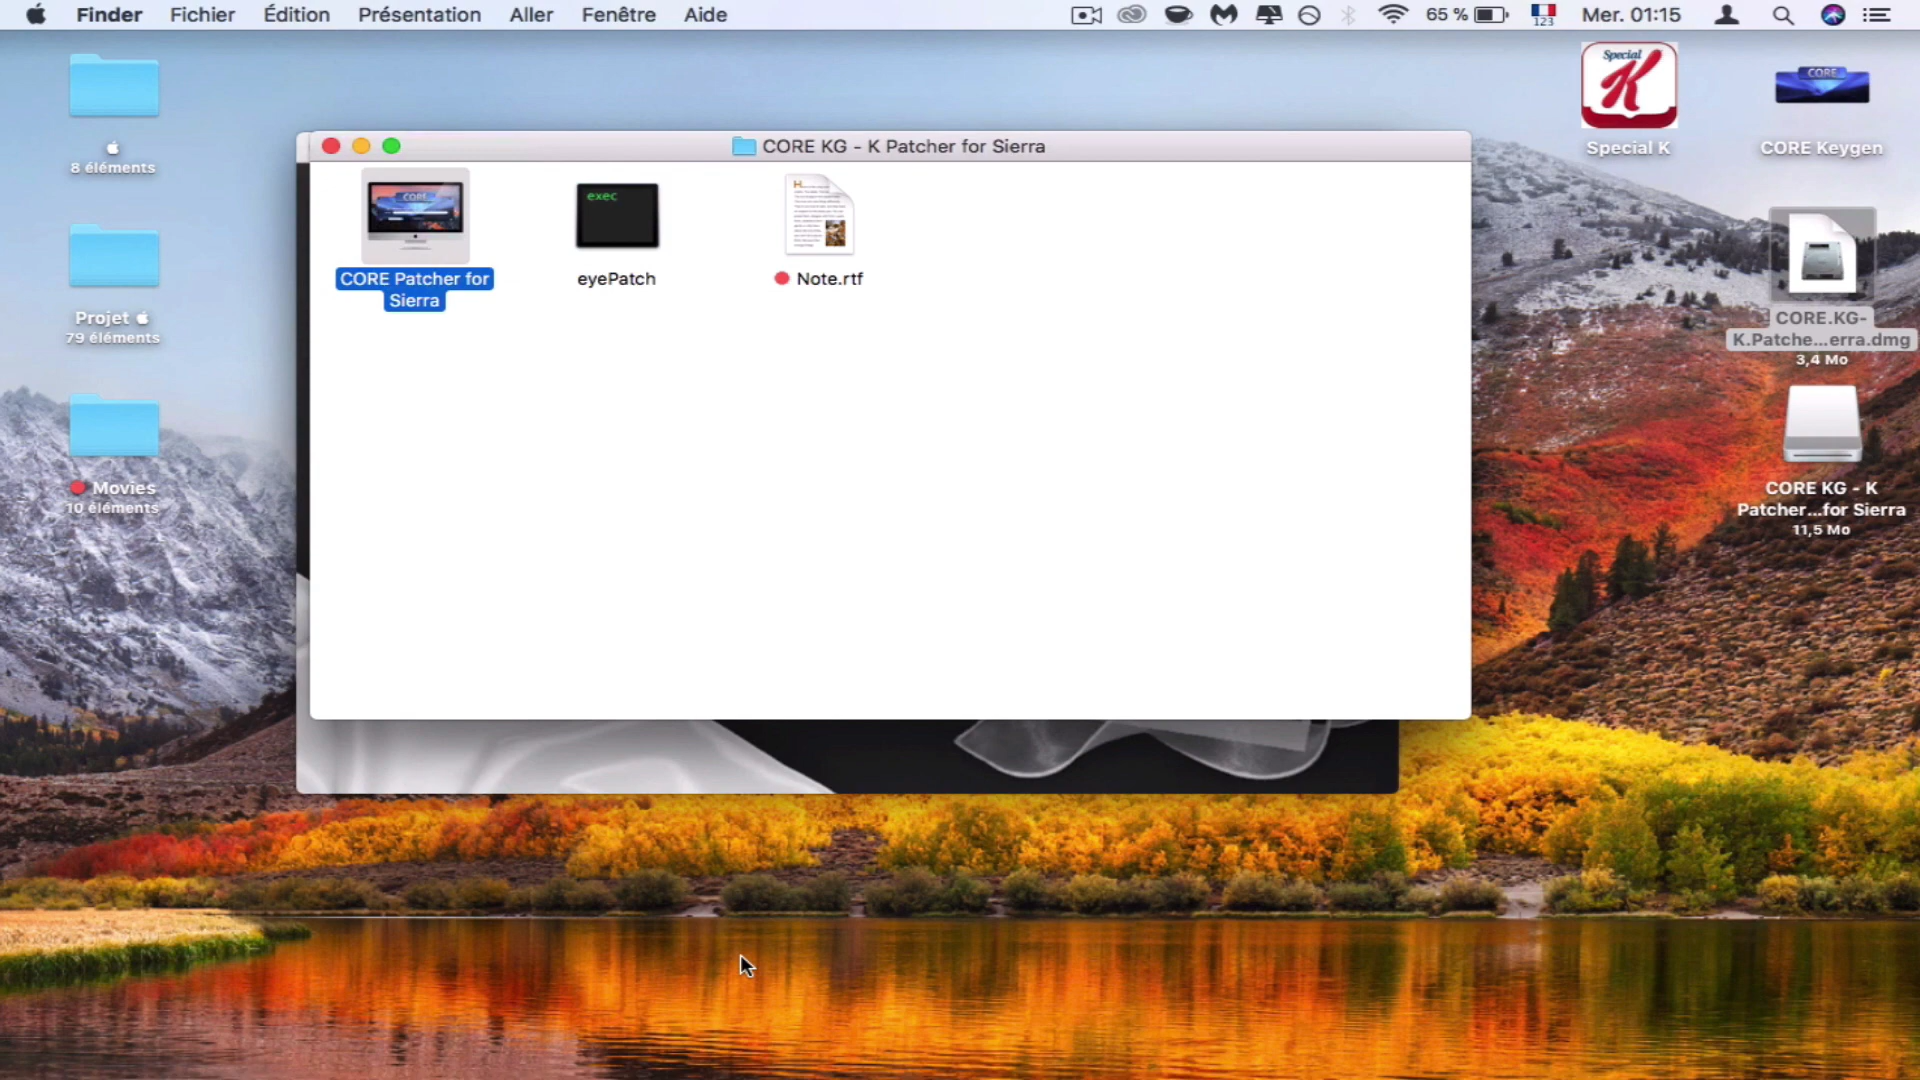 Finder Fichier Édition Présentation Aller Fenêtre Aide 65 % 123 Mer. 01:15
8 éléments
Projet
79 éléments
Movies
10 éléments
CORE KG - K Patcher for Sierra
CORE
CORE Patcher for
Sierra
exec
eyePatch
Note.rtf
Special
K
Special K
CORE
CORE Keygen
CORE.KG-
K.Patche...erra.dmg
3,4 Mo
CORE KG - K
Patcher...for Sierra
11,5 Mo